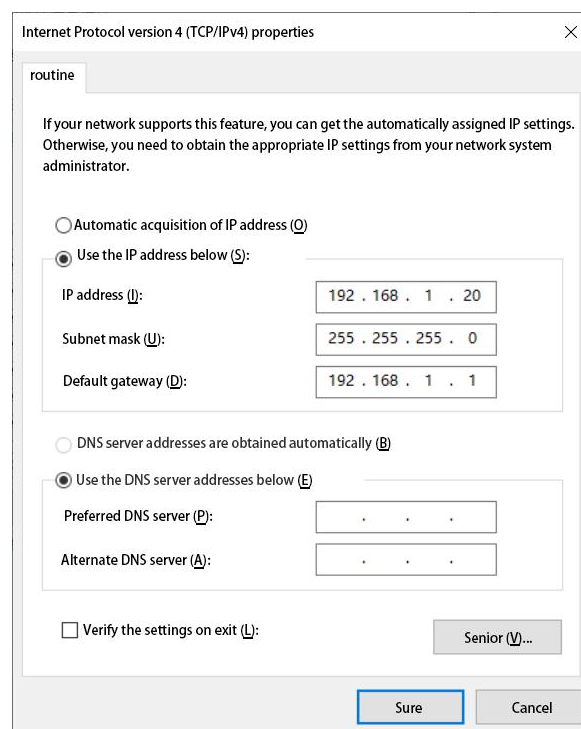 Internet Protocol version 4 (TCP/IPv4) properties
routine
If your network supports this feature, you can get the automatically assigned IP settings.
Otherwise, you need to obtain the appropriate IP settings from your network system
administrator.
Automatic acquisition of IP address (O)
Use the IP address below (S):
IP address (I):
192 . 168 . 1 . 20
Subnet mask (U):
255 . 255 . 255 . 0
Default gateway (D):
192 . 168 . 1 . 1
DNS server addresses are obtained automatically (B)
Use the DNS server addresses below (E)
Preferred DNS server (P):
. . .
Alternate DNS server (A):
. . .
Verify the settings on exit (L):
Senior (V)...
Sure
Cancel